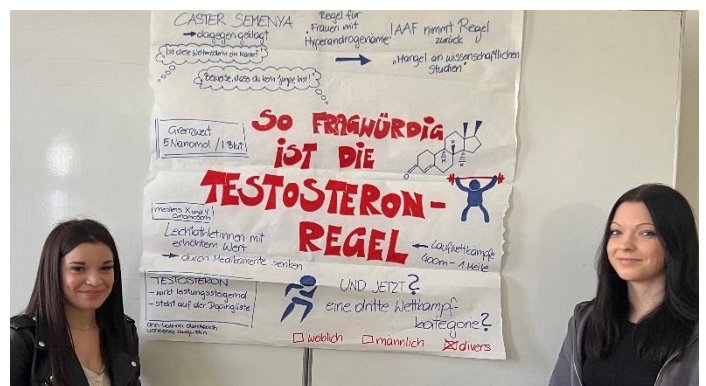 CASTER SEMENYA
→ dagegen geklagt
Regel für
"Frauen mit
Hyperandrogenämie"
IAAF nimmt Regel
zurück
→ "Mangel an wissenschaftlichen
Studien"
"Beweise, dass du kein Junge bist!"
Grenzwert
5 Nanomol / 1 Blut
SO FRAGWÜRDIG
IST DIE
TESTOSTERON-
REGEL
meistens X und Y
Chromosom
Leichtathletinnen mit
erhöhtem Wert
→ durch Medikamente senken
← Laufwettkämpfe
400m - 1 Meile
TESTOSTERON
- wirkt leistungssteigernd
- steht auf der Dopingliste
UND JETZT?
eine dritte Wettkampf-
kategorie?
☐ weiblich ☐ männlich ☒ divers